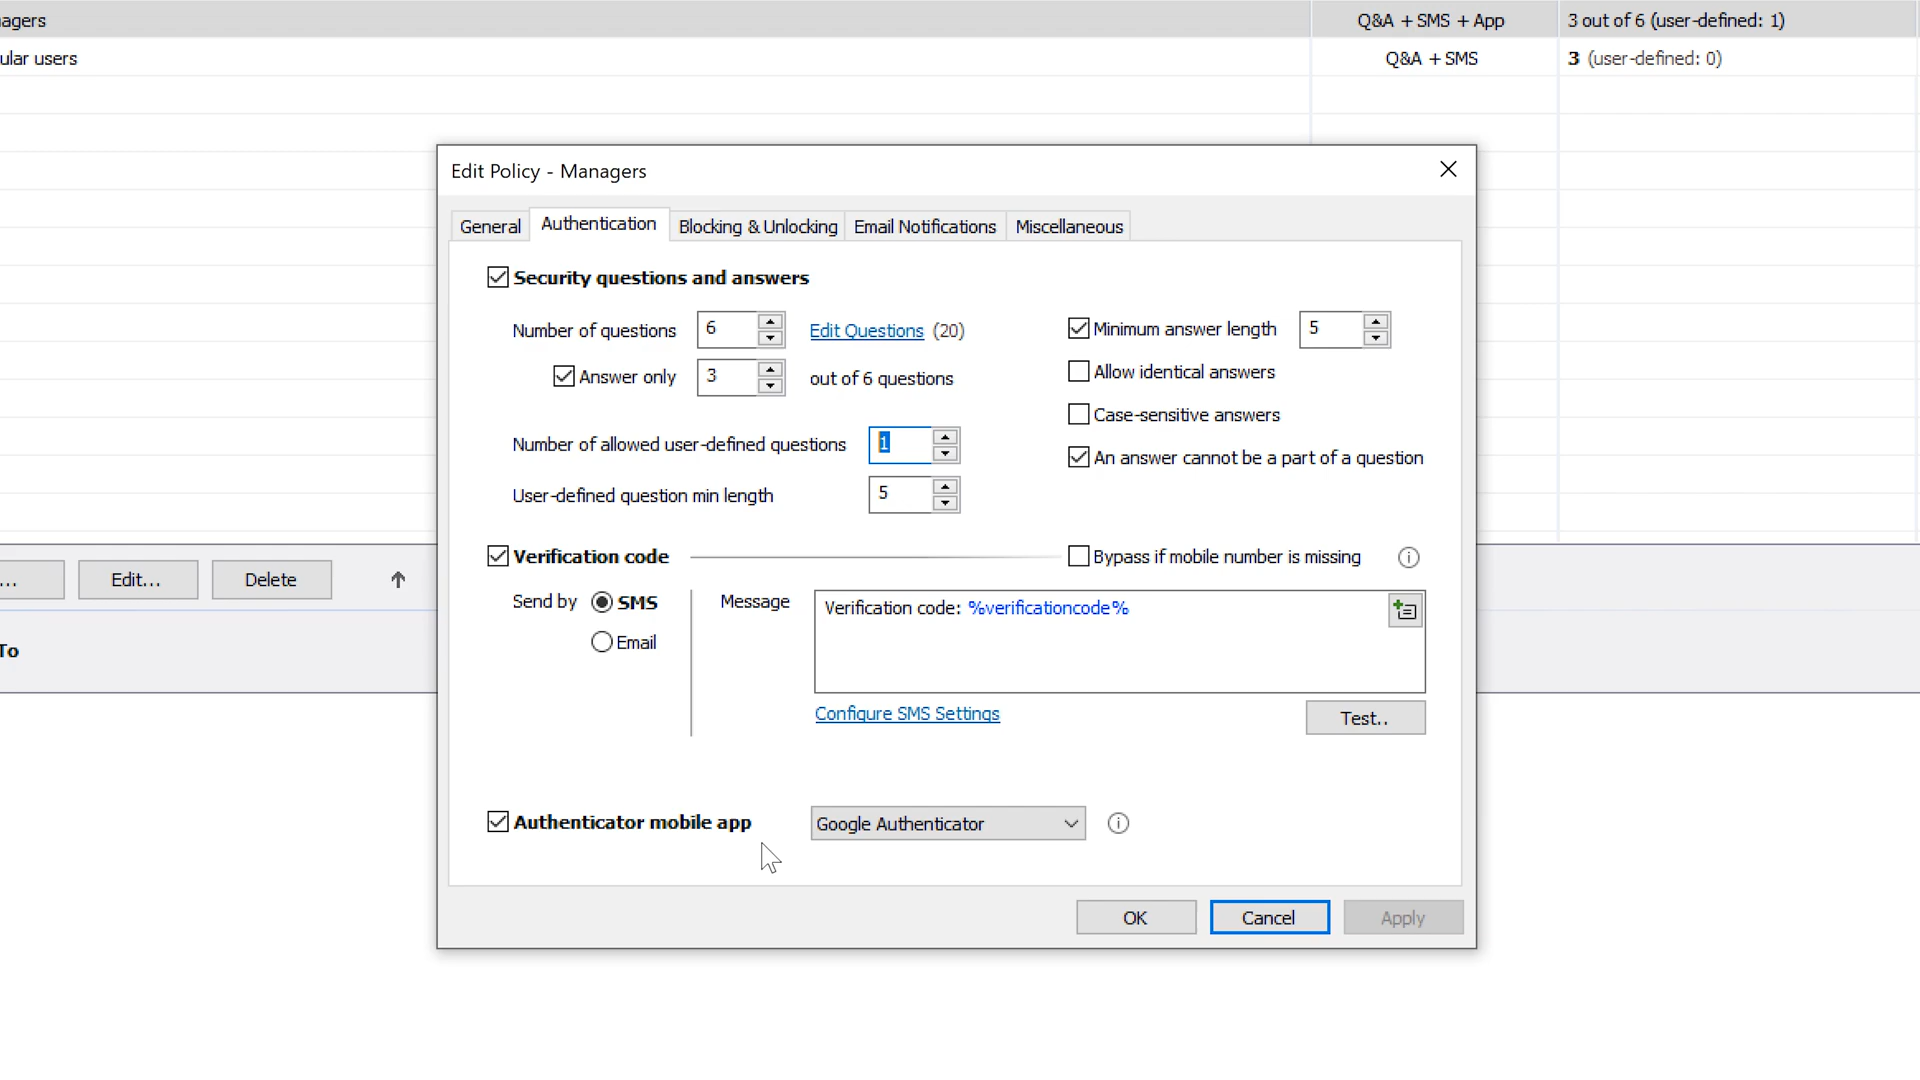 agers
Q&A + SMS + App
3 out of 6 (user-defined: 1)
ular users
Q&A + SMS
3 (user-defined: 0)
Edit Policy - Managers
General
Authentication
Blocking & Unlocking
Email Notifications
Miscellaneous
Security questions and answers
Number of questions
6
Edit Questions (20)
Minimum answer length
5
Answer only
3
out of 6 questions
Allow identical answers
Case-sensitive answers
Number of allowed user-defined questions
1
An answer cannot be a part of a question
User-defined question min length
5
Verification code
Bypass if mobile number is missing
...
Edit...
Delete
Send by
SMS
Message
Verification code: %verificationcode%
Email
To
Configure SMS Settings
Test..
Authenticator mobile app
Google Authenticator
OK
Cancel
Apply